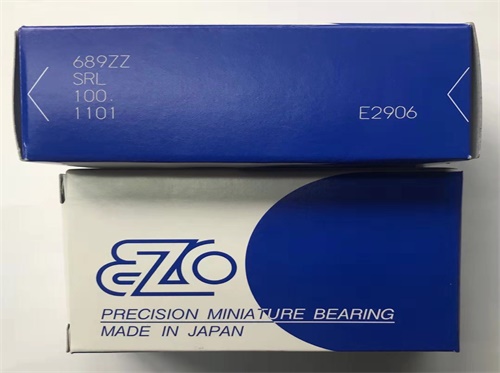 689ZZ
SRL
100.
1101
E2906
EZO
PRECISION MINIATURE BEARING
MADE IN JAPAN